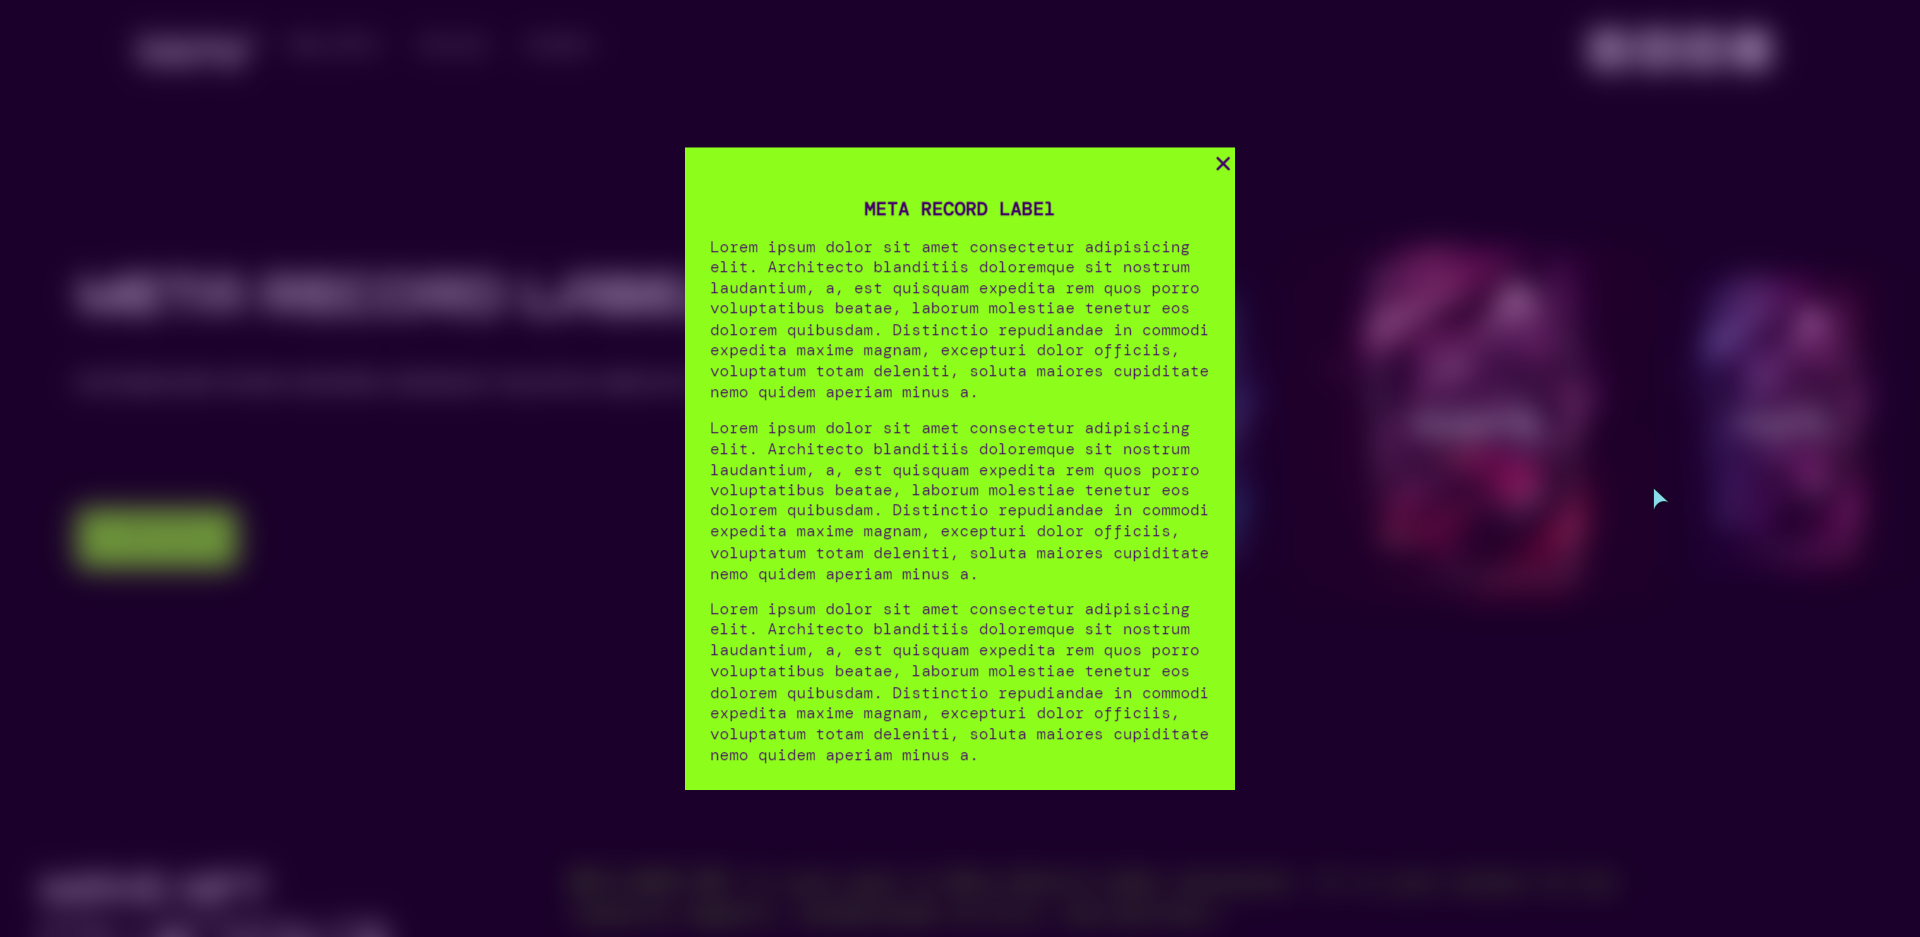 META RECORD LABEl
Lorem ipsum dolor sit amet consectetur adipisicing
elit. Architecto blanditiis doloremque sit nostrum
laudantium, a, est quisquam expedita rem quos porro
voluptatibus beatae, laborum molestiae tenetur eos
dolorem quibusdam. Distinctio repudiandae in commodi
expedita maxime magnam, excepturi dolor officiis,
voluptatum totam deleniti, soluta maiores cupiditate
nemo quidem aperiam minus a.
Lorem ipsum dolor sit amet consectetur adipisicing
elit. Architecto blanditiis doloremque sit nostrum
laudantium, a, est quisquam expedita rem quos porro
voluptatibus beatae, laborum molestiae tenetur eos
dolorem quibusdam. Distinctio repudiandae in commodi
expedita maxime magnam, excepturi dolor officiis,
voluptatum totam deleniti, soluta maiores cupiditate
nemo quidem aperiam minus a.
Lorem ipsum dolor sit amet consectetur adipisicing
elit. Architecto blanditiis doloremque sit nostrum
laudantium, a, est quisquam expedita rem quos porro
voluptatibus beatae, laborum molestiae tenetur eos
dolorem quibusdam. Distinctio repudiandae in commodi
expedita maxime magnam, excepturi dolor officiis,
voluptatum totam deleniti, soluta maiores cupiditate
nemo quidem aperiam minus a.
META RECORD LABE